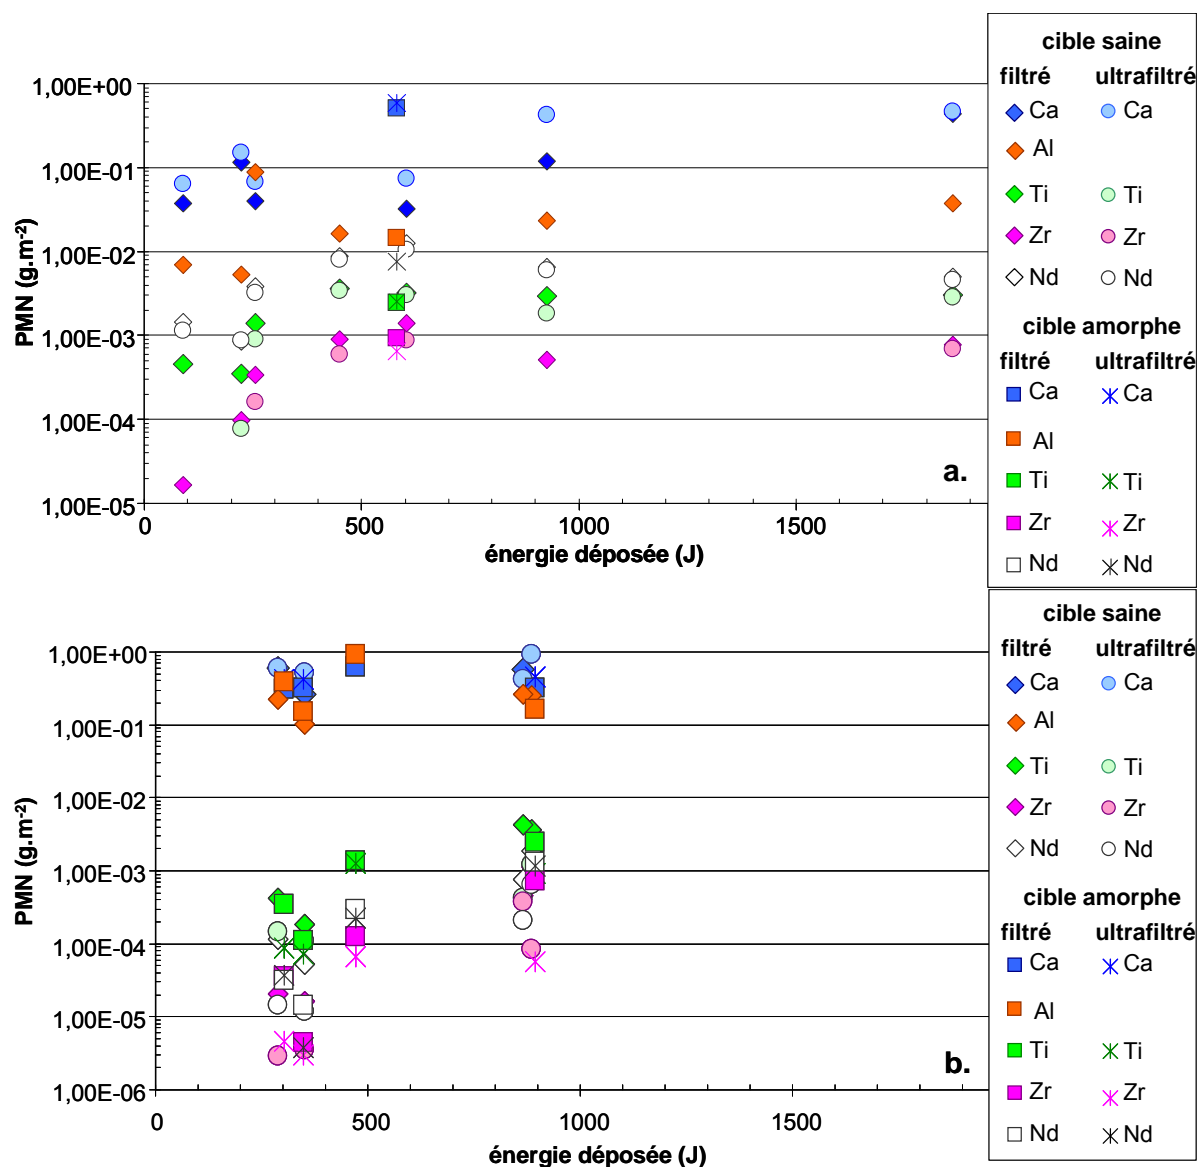 cible saine
filtré ultrafiltré
Ca Ca
Al
Ti Ti
Zr Zr
Nd Nd
cible amorphe
filtré ultrafiltré
Ca Ca
Al
Ti Ti
Zr Zr
Nd Nd
1,00E+00
1,00E-01
1,00E-02
1,00E-03
1,00E-04
1,00E-05
PMN (g.m⁻²)
0 500 1000 1500
énergie déposée (J)
a.
cible saine
filtré ultrafiltré
Ca Ca
Al
Ti Ti
Zr Zr
Nd Nd
cible amorphe
filtré ultrafiltré
Ca Ca
Al
Ti Ti
Zr Zr
Nd Nd
1,00E+00
1,00E-01
1,00E-02
1,00E-03
1,00E-04
1,00E-05
1,00E-06
PMN (g.m⁻²)
0 500 1000 1500
énergie déposée (J)
b.